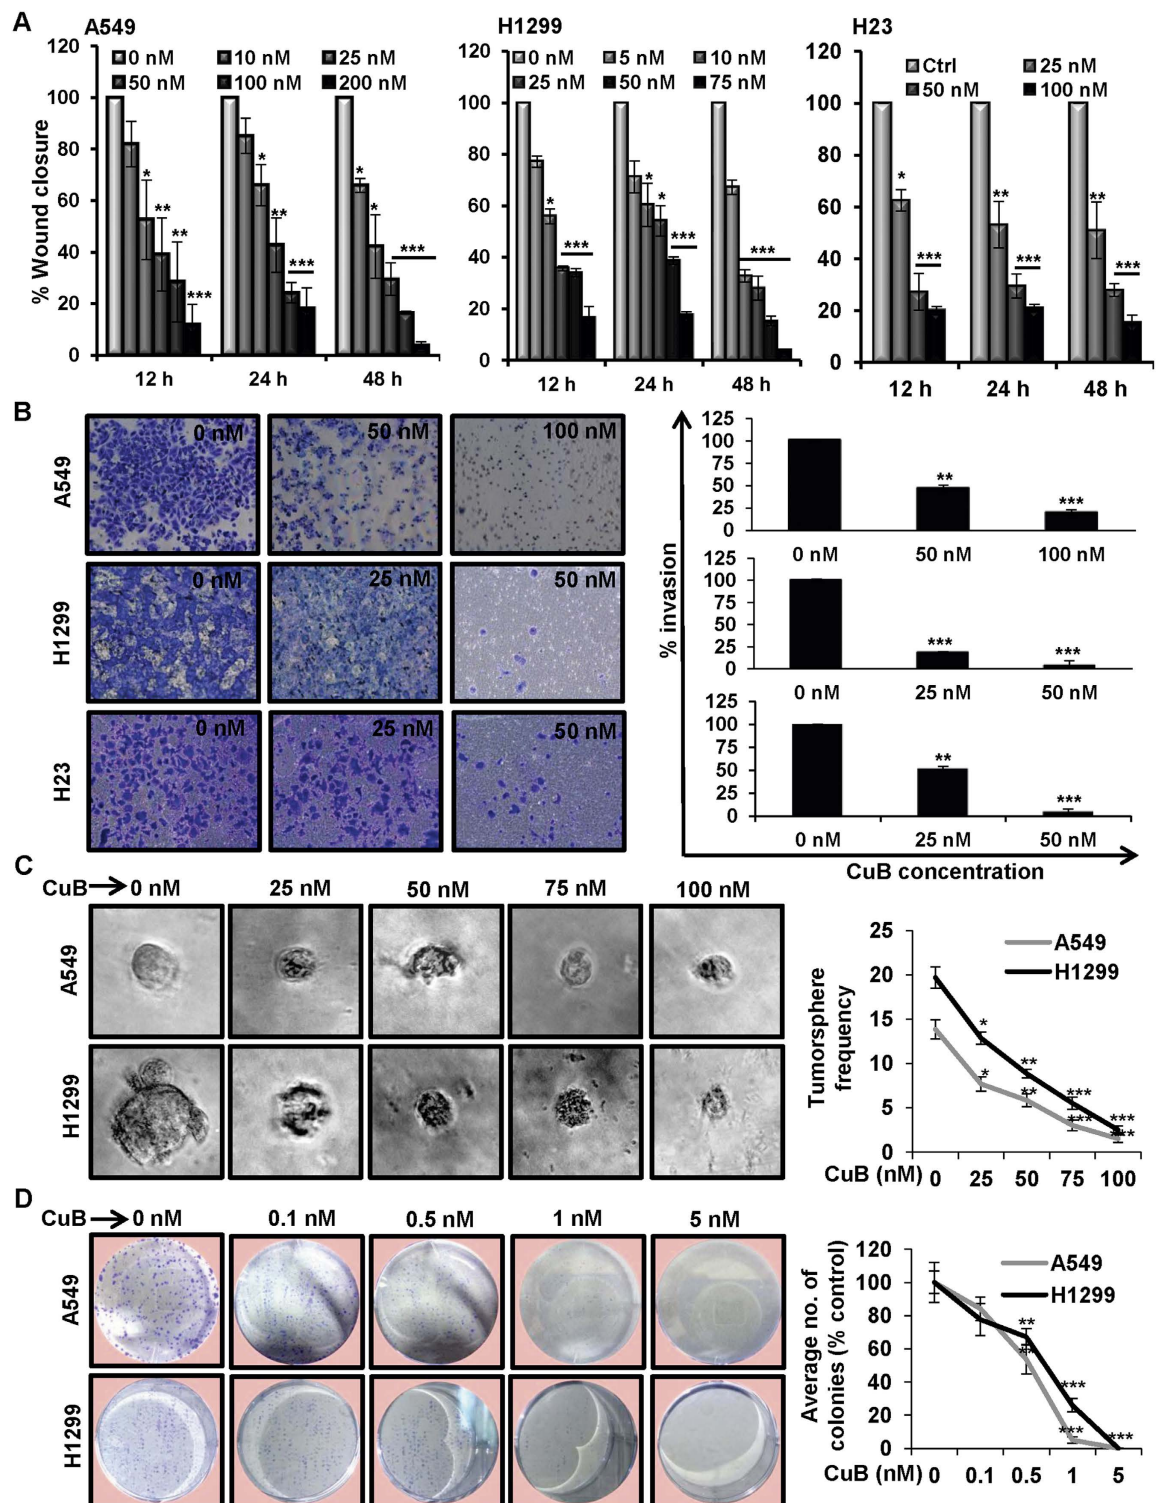 A
A549
% Wound closure
120
100
80
60
40
20
0
0 nM 10 nM 25 nM
50 nM 100 nM 200 nM
* ** ** ***
* ** ***
* * ***
12 h 24 h 48 h
H1299
120
100
80
60
40
20
0
0 nM 5 nM 10 nM
25 nM 50 nM 75 nM
* ***
* * ***
***
12 h 24 h 48 h
H23
120
100
80
60
40
20
0
Ctrl 25 nM
50 nM 100 nM
* ***
** ***
** ***
12 h 24 h 48 h
B
A549
0 nM 50 nM 100 nM
H1299
0 nM 25 nM 50 nM
H23
0 nM 25 nM 50 nM
% invasion
125
100
75
50
25
0
** ***
0 nM 50 nM 100 nM
125
100
75
50
25
0
*** ***
0 nM 25 nM 50 nM
125
100
75
50
25
0
** ***
0 nM 25 nM 50 nM
CuB concentration
C
CuB 0 nM 25 nM 50 nM 75 nM 100 nM
A549
H1299
Tumorsphere
frequency
25
20
15
10
5
0
A549
H1299
* ** *** ***
* ** *** ***
CuB (nM) 0 25 50 75 100
D
CuB 0 nM 0.1 nM 0.5 nM 1 nM 5 nM
A549
H1299
Average no. of
colonies (% control)
120
100
80
60
40
20
0
A549
H1299
** *** ***
** ***
CuB (nM) 0 0.1 0.5 1 5